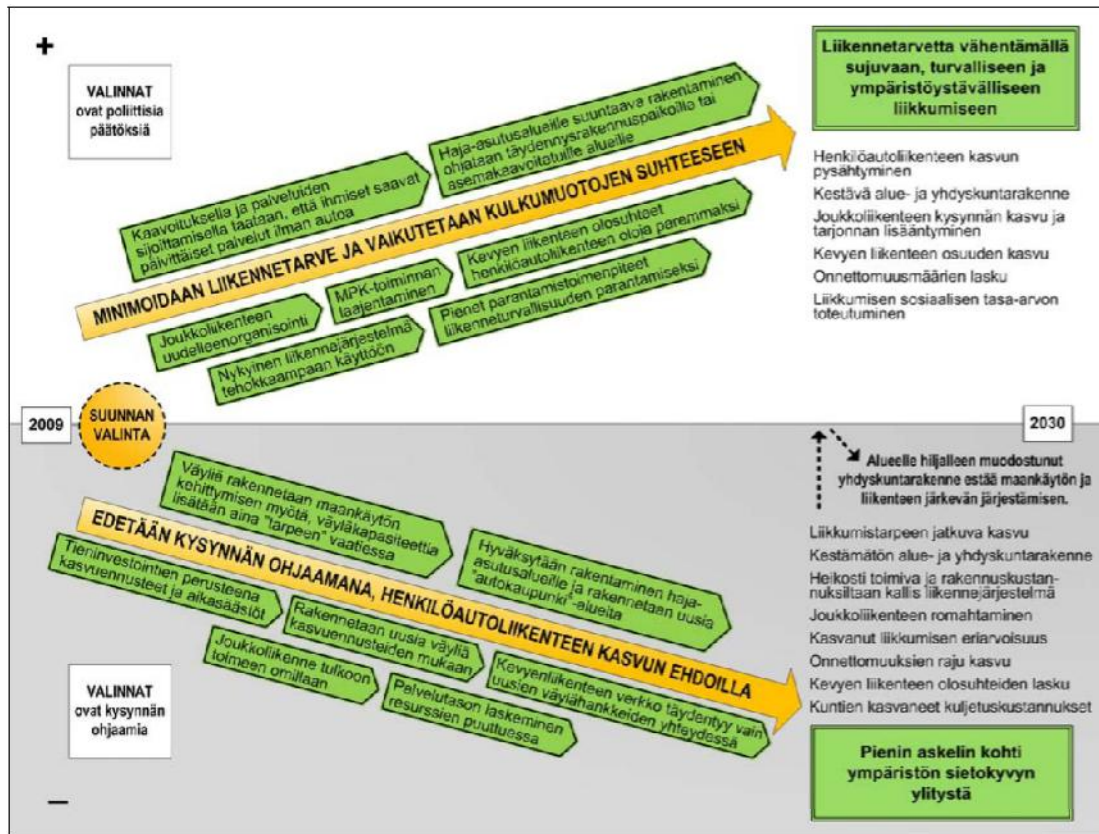 +
VALINNAT
ovat poliittisia
päätöksiä
Kaavoituksella ja palveluiden
sijoittamisella taataan, että ihmiset saavat
päivittäiset palvelut ilman autoa
Haja-asutusalueille suuntaava rakentaminen
ohjataan täydennysrakennuspaikoille tai
asemakaavoitetuille alueille
MINIMOIDAAN LIIKENNETARVE JA VAIKUTETAAN KULKUMUOTOJEN SUHTEESEEN
Joukkoliikenteen
uudelleenorganisointi
MPK-toiminnan
laajentaminen
Kevyen liikenteen olosuhteet
henkilöautoliikenteen oloja paremmaksi
Nykyinen liikennejärjestelmä
tehokkaampaan käyttöön
Pienet parantamistoimenpiteet
liikenneturvallisuuden parantamiseksi
Liikennetarvetta vähentämällä
sujuvaan, turvalliseen ja
ympäristöystävälliseen
liikkumiseen
Henkilöautoliikenteen kasvun
pysähtyminen
Kestävä alue- ja yhdyskuntarakenne
Joukkoliikenteen kysynnän kasvu ja
tarjonnan lisääntyminen
Kevyen liikenteen osuuden kasvu
Onnettomuusmäärien lasku
Liikkumisen sosiaalisen tasa-arvon
toteutuminen
2009
SUUNNAN
VALINTA
2030
Väyliä rakennetaan maankäytön
kehittymisen myötä, väyläkapasiteettia
lisätään aina "tarpeen" vaatiessa
Hyväksytään rakentaminen haja-
asutusalueille ja rakennetaan uusia
"autokaupunki"-alueita
EDETÄÄN KYSYNNÄN OHJAAMANA, HENKILÖAUTOLIIKENTEEN KASVUN EHDOILLA
Tieninvestointien perusteena
kasvuennusteet ja aikasäästöt
Rakennetaan uusia väyliä
kasvuennusteiden mukaan
Joukkoliikenne tulkoon
toimeen omillaan
Kevyenliikenteen verkko täydentyy vain
uusien väylähankkeiden yhteydessä
Palvelutason laskeminen
resurssien puuttuessa
VALINNAT
ovat kysynnän
ohjaamia
–
Alueelle hiljalleen muodostunut
yhdyskuntarakenne estää maankäytön ja
liikenteen järkevän järjestämisen.
Liikkumistarpeen jatkuva kasvu
Kestämätön alue- ja yhdyskuntarakenne
Heikosti toimiva ja rakennuskustan-
nuksiltaan kallis liikennejärjestelmä
Joukkoliikenteen romahtaminen
Kasvanut liikkumisen eriarvoisuus
Onnettomuuksien raju kasvu
Kevyen liikenteen olosuhteiden lasku
Kuntien kasvaneet kuljetuskustannukset
Pienin askelin kohti
ympäristön sietokyvyn
ylitystä